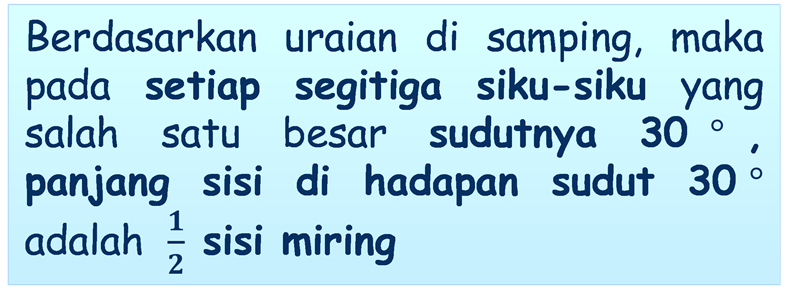 Berdasarkan uraian di samping, maka
pada setiap segitiga siku-siku yang
salah satu besar sudutnya 30 °,
panjang sisi di hadapan sudut 30 °
adalah 1/2 sisi miring